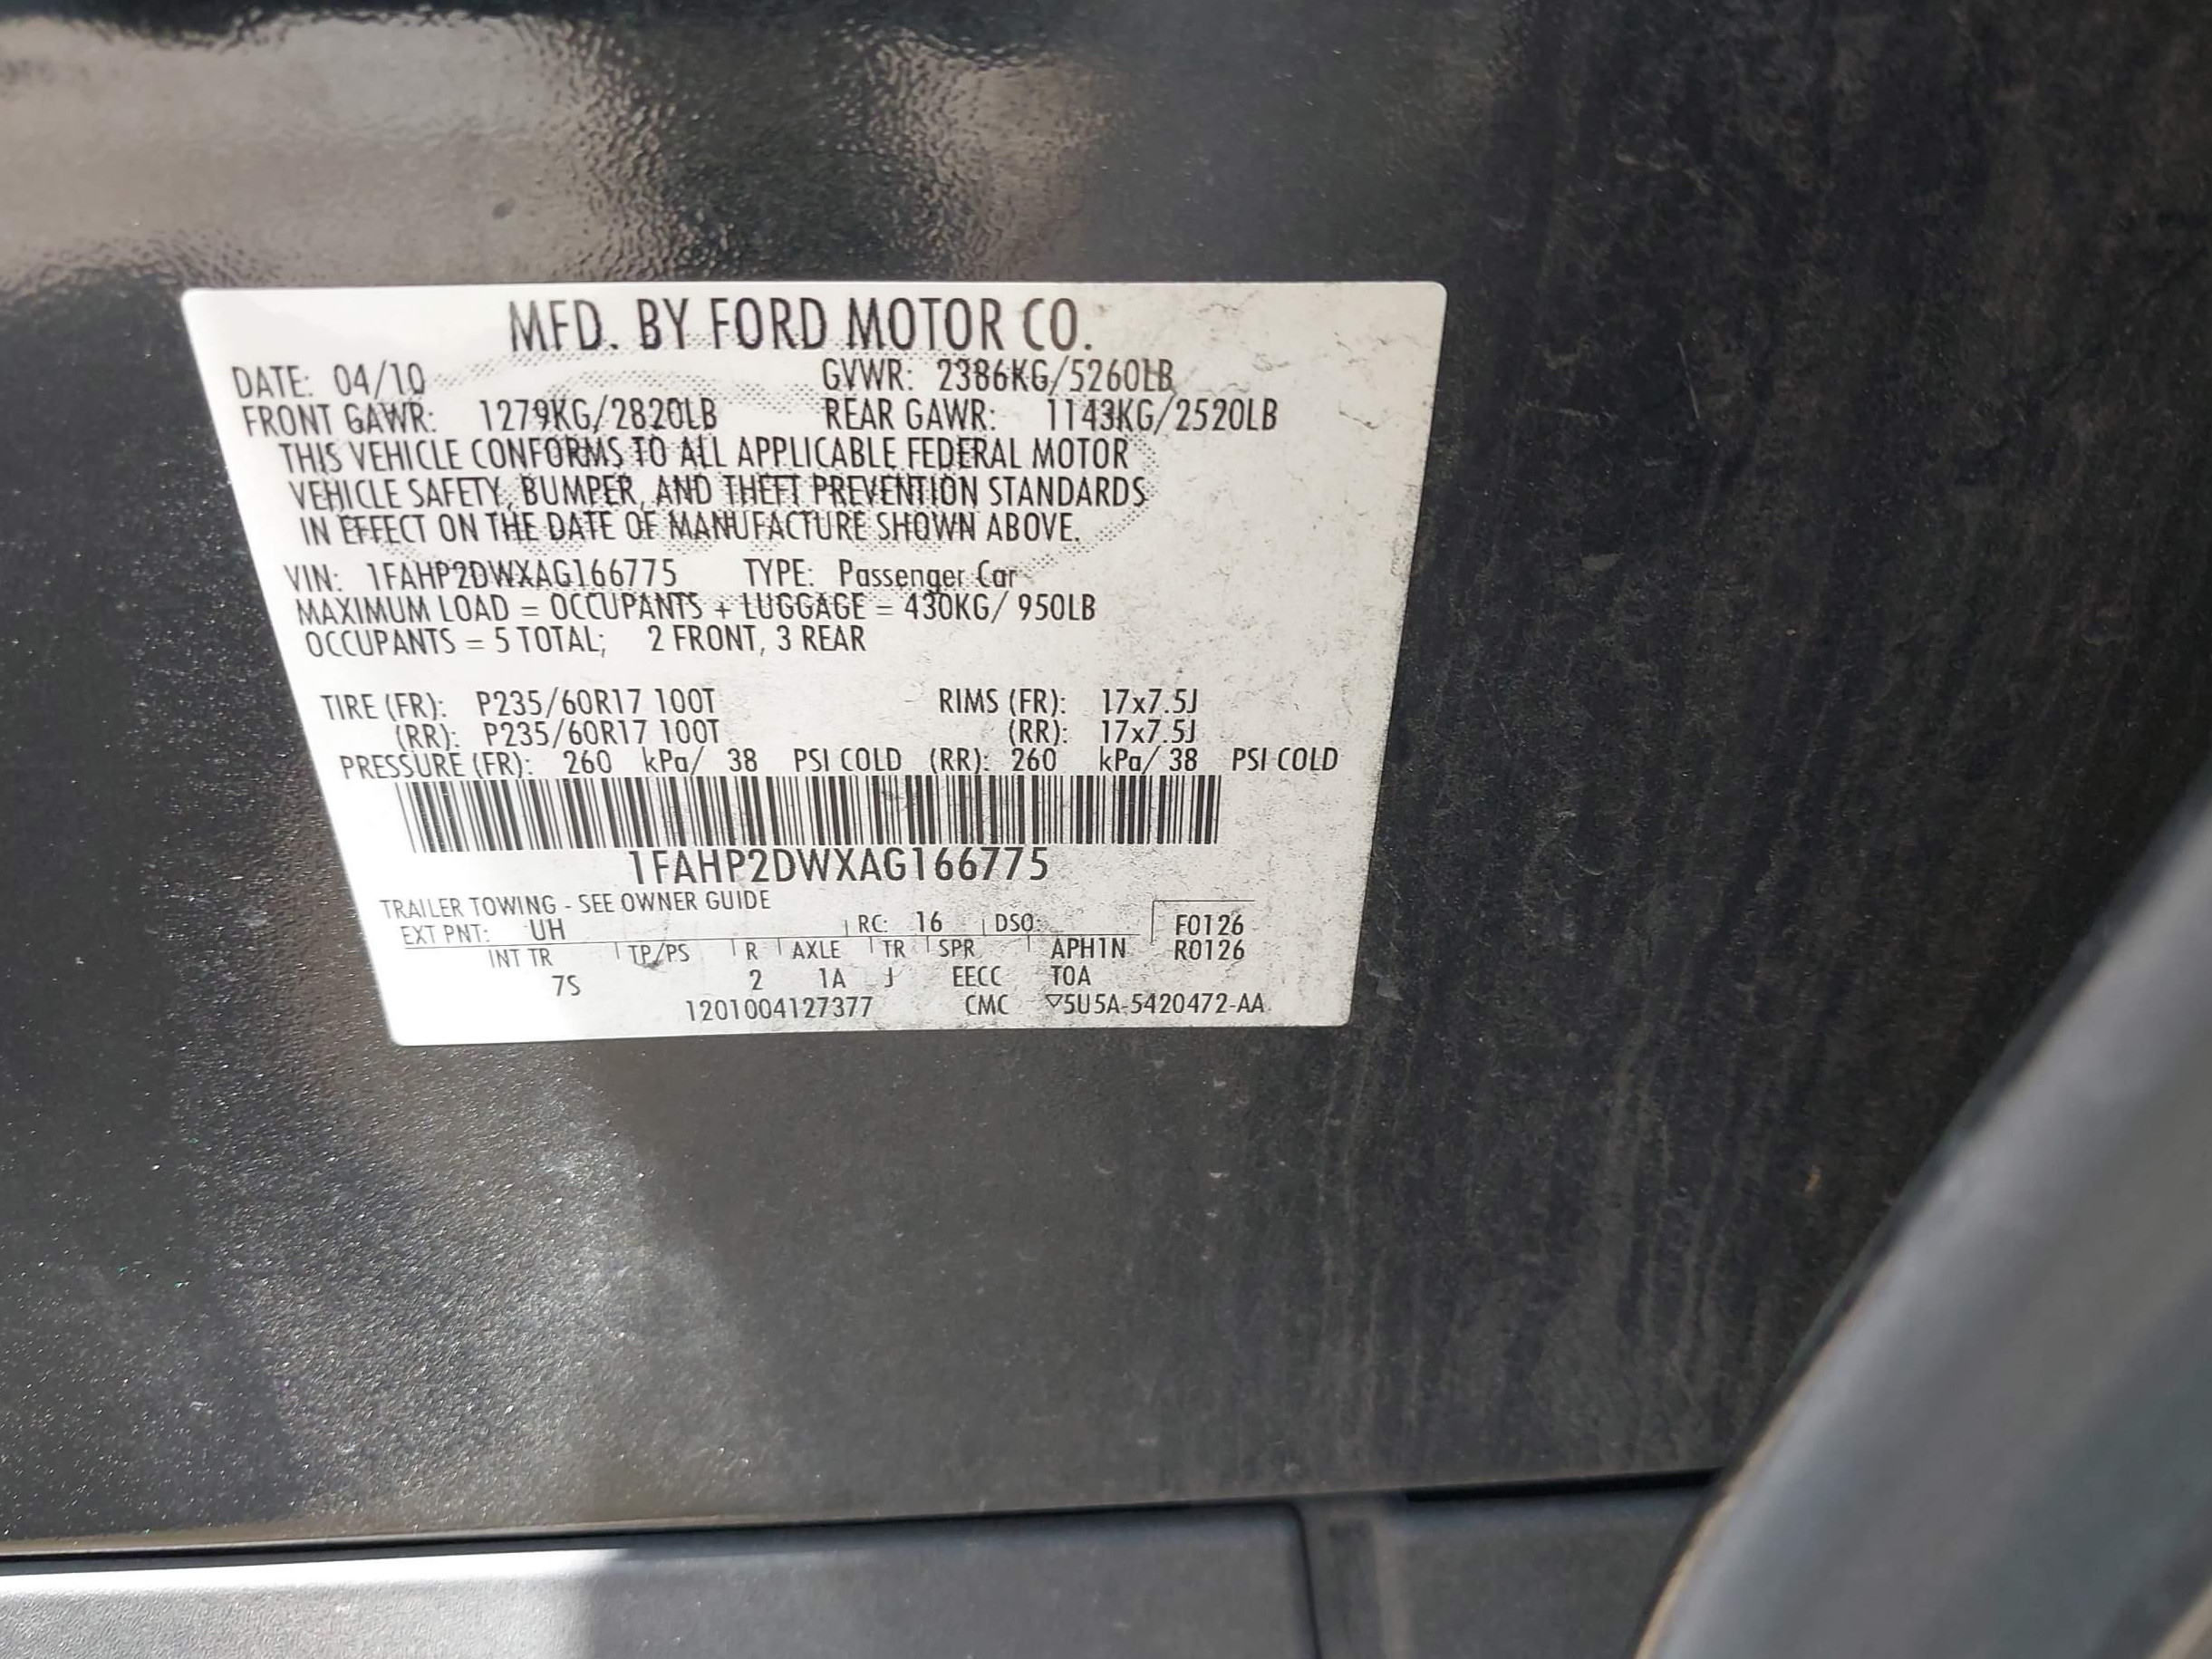 MFD. BY FORD MOTOR CO.
DATE: 04/10 GVWR: 2386KG/5260LB
FRONT GAWR: 1279KG/2820LB REAR GAWR: 1143KG/2520LB
THIS VEHICLE CONFORMS TO ALL APPLICABLE FEDERAL MOTOR
VEHICLE SAFETY, BUMPER, AND THEFT PREVENTION STANDARDS
IN EFFECT ON THE DATE OF MANUFACTURE SHOWN ABOVE.
VIN: 1FAHP2DWXAG166775 TYPE: Passenger Car
MAXIMUM LOAD = OCCUPANTS + LUGGAGE = 430KG/ 950LB
OCCUPANTS = 5 TOTAL; 2 FRONT, 3 REAR
TIRE (FR): P235/60R17 100T RIMS (FR): 17x7.5J
(RR): P235/60R17 100T (RR): 17x7.5J
PRESSURE (FR): 260 kPa/ 38 PSI COLD (RR): 260 kPa/ 38 PSI COLD
1FAHP2DWXAG166775
TRAILER TOWING - SEE OWNER GUIDE
EXT PNT: UH RC: 16 DSO: F0126
INT TR TP/PS R AXLE TR SPR APH1N R0126
7S 2 1A J EECC TOA
1201004127377 CMC ▽5U5A-5420472-AA